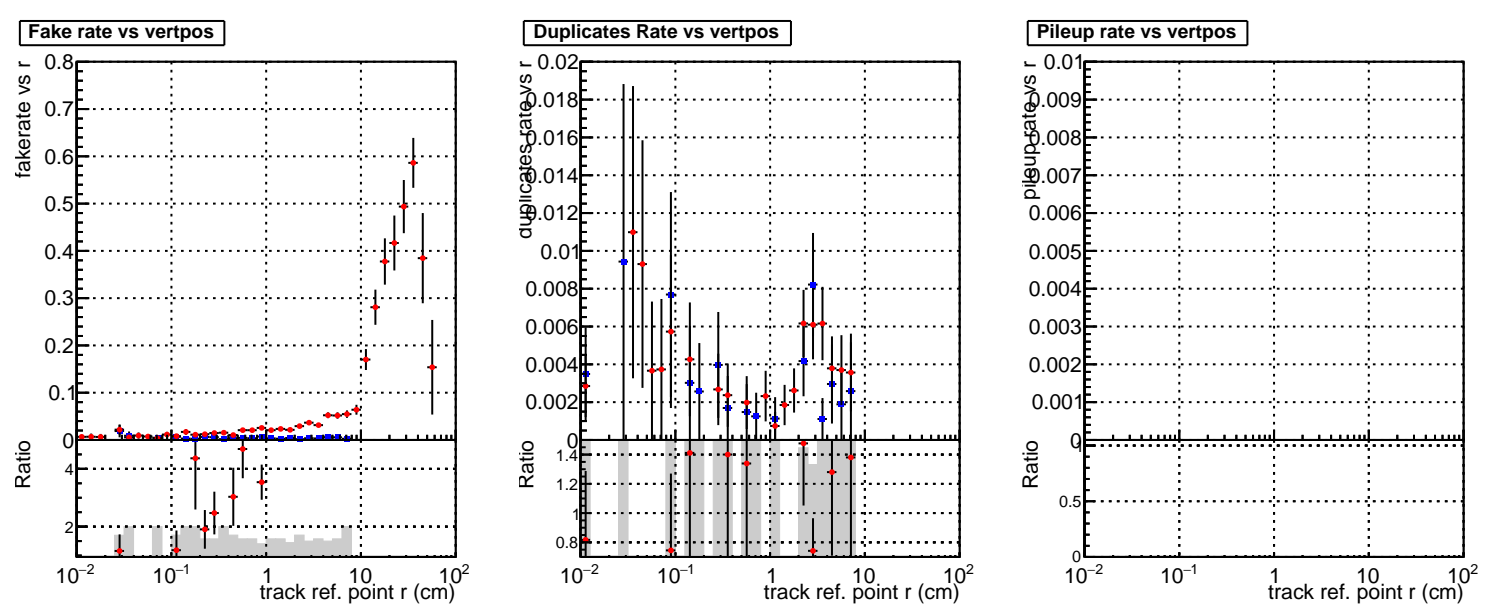 Fake rate vs vertpos
fakerate vs r
0.8
0.7
0.6
0.5
0.4
0.3
0.2
0.1
0
Ratio
4
2
10⁻² 10⁻¹ 1 10 10²
track ref. point r (cm)
Duplicates Rate vs vertpos
duplicates rate vs r
0.02
0.018
0.016
0.014
0.012
0.01
0.008
0.006
0.004
0.002
0
Ratio
1.4
1.2
1
0.8
10⁻² 10⁻¹ 1 10 10²
track ref. point r (cm)
Pileup rate vs vertpos
pileup rate vs r
0.01
0.009
0.008
0.007
0.006
0.005
0.004
0.003
0.002
0.001
0
Ratio
1
0.5
0
10⁻² 10⁻¹ 1 10 10²
track ref. point r (cm)